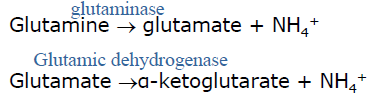 glutaminase
Glutamine → glutamate + NH₄⁺
Glutamic dehydrogenase
Glutamate →α-ketoglutarate + NH₄⁺